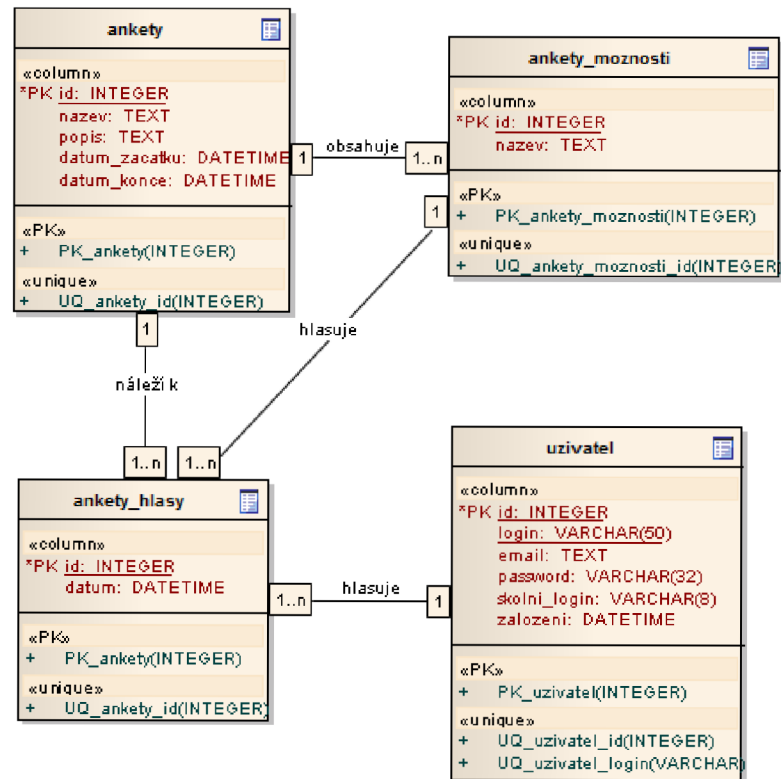 ankety
«column»
*PK id: INTEGER
nazev: TEXT
popis: TEXT
datum_zacatku: DATETIME
datum_konce: DATETIME
«PK»
+ PK_ankety(INTEGER)
«unique»
+ UQ_ankety_id(INTEGER)
ankety_moznosti
«column»
*PK id: INTEGER
nazev: TEXT
«PK»
+ PK_ankety_moznosti(INTEGER)
«unique»
+ UQ_ankety_moznosti_id(INTEGER)
1
obsahuje
1..n
1
hlasuje
1..n
1
náleží k
1..n
ankety_hlasy
«column»
*PK id: INTEGER
datum: DATETIME
«PK»
+ PK_ankety(INTEGER)
«unique»
+ UQ_ankety_id(INTEGER)
1..n
hlasuje
1
uzivatel
«column»
*PK id: INTEGER
login: VARCHAR(50)
email: TEXT
password: VARCHAR(32)
skolni_login: VARCHAR(8)
zalozeni: DATETIME
«PK»
+ PK_uzivatel(INTEGER)
«unique»
+ UQ_uzivatel_id(INTEGER)
+ UQ_uzivatel_login(VARCHAR)